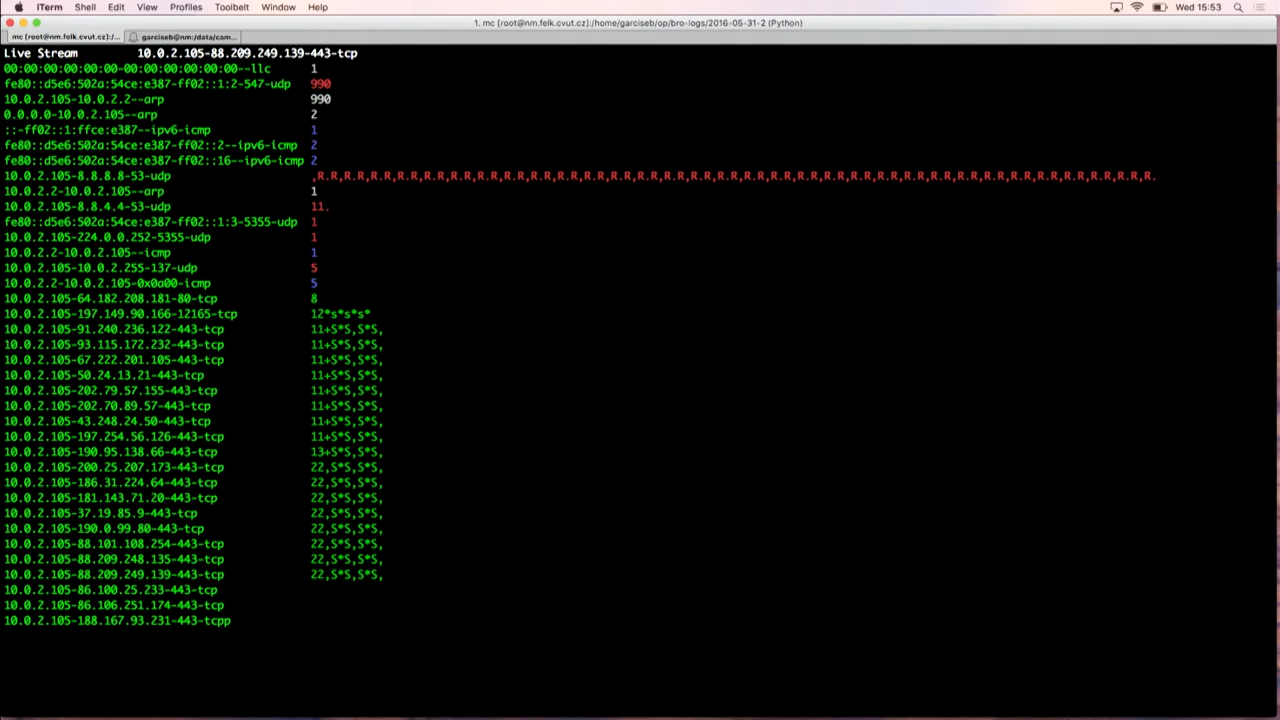 iTerm Shell Edit View Profiles Toolbelt Window Help Wed 15:53
1. mc [root@nm.felk.cvut.cz]:/home/garciseb/op/bro-logs/2016-05-31-2 (Python)
mc [root@nm.felk.cvut.cz]:/... garciseb@nm:/data/cam...
Live Stream 10.0.2.105-88.209.249.139-443-tcp
00:00:00:00:00:00-00:00:00:00:00:00--llc 1
fe80::d5e6:502a:54ce:e387-ff02::1:2-547-udp 990
10.0.2.105-10.0.2.2--arp 990
0.0.0.0-10.0.2.105--arp 2
::-ff02::1:ffce:e387--ipv6-icmp 1
fe80::d5e6:502a:54ce:e387-ff02::2--ipv6-icmp 2
fe80::d5e6:502a:54ce:e387-ff02::16--ipv6-icmp 2
10.0.2.105-8.8.8.8-53-udp ,R.R,R.R,R.R,R.R,R.R,R.R,R.R,R.R,R.R,R.R,R.R,R.R,R.R,R.R,R.R,R.R,R.R,R.R,R.R,R.R,R.R,R.R,R.R,R.R,R.R,R.R,R.R,R.R,R.R,R.R,R.R,R.
10.0.2.2-10.0.2.105--arp 1
10.0.2.105-8.8.4.4-53-udp 11.
fe80::d5e6:502a:54ce:e387-ff02::1:3-5355-udp 1
10.0.2.105-224.0.0.252-5355-udp 1
10.0.2.2-10.0.2.105--icmp 1
10.0.2.105-10.0.2.255-137-udp 5
10.0.2.2-10.0.2.105-0x0a00-icmp 5
10.0.2.105-64.182.208.181-80-tcp 8
10.0.2.105-197.149.90.166-12165-tcp 12*s*s*s*
10.0.2.105-91.240.236.122-443-tcp 11+S*S,S*S,
10.0.2.105-93.115.172.232-443-tcp 11+S*S,S*S,
10.0.2.105-67.222.201.105-443-tcp 11+S*S,S*S,
10.0.2.105-50.24.13.21-443-tcp 11+S*S,S*S,
10.0.2.105-202.79.57.155-443-tcp 11+S*S,S*S,
10.0.2.105-202.70.89.57-443-tcp 11+S*S,S*S,
10.0.2.105-43.248.24.50-443-tcp 11+S*S,S*S,
10.0.2.105-197.254.56.126-443-tcp 11+S*S,S*S,
10.0.2.105-190.95.138.66-443-tcp 13+S*S,S*S,
10.0.2.105-200.25.207.173-443-tcp 22,S*S,S*S,
10.0.2.105-186.31.224.64-443-tcp 22,S*S,S*S,
10.0.2.105-181.143.71.20-443-tcp 22,S*S,S*S,
10.0.2.105-37.19.85.9-443-tcp 22,S*S,S*S,
10.0.2.105-190.0.99.80-443-tcp 22,S*S,S*S,
10.0.2.105-88.101.108.254-443-tcp 22,S*S,S*S,
10.0.2.105-88.209.248.135-443-tcp 22,S*S,S*S,
10.0.2.105-88.209.249.139-443-tcp 22,S*S,S*S,
10.0.2.105-86.100.25.233-443-tcp
10.0.2.105-86.106.251.174-443-tcp
10.0.2.105-188.167.93.231-443-tcpp